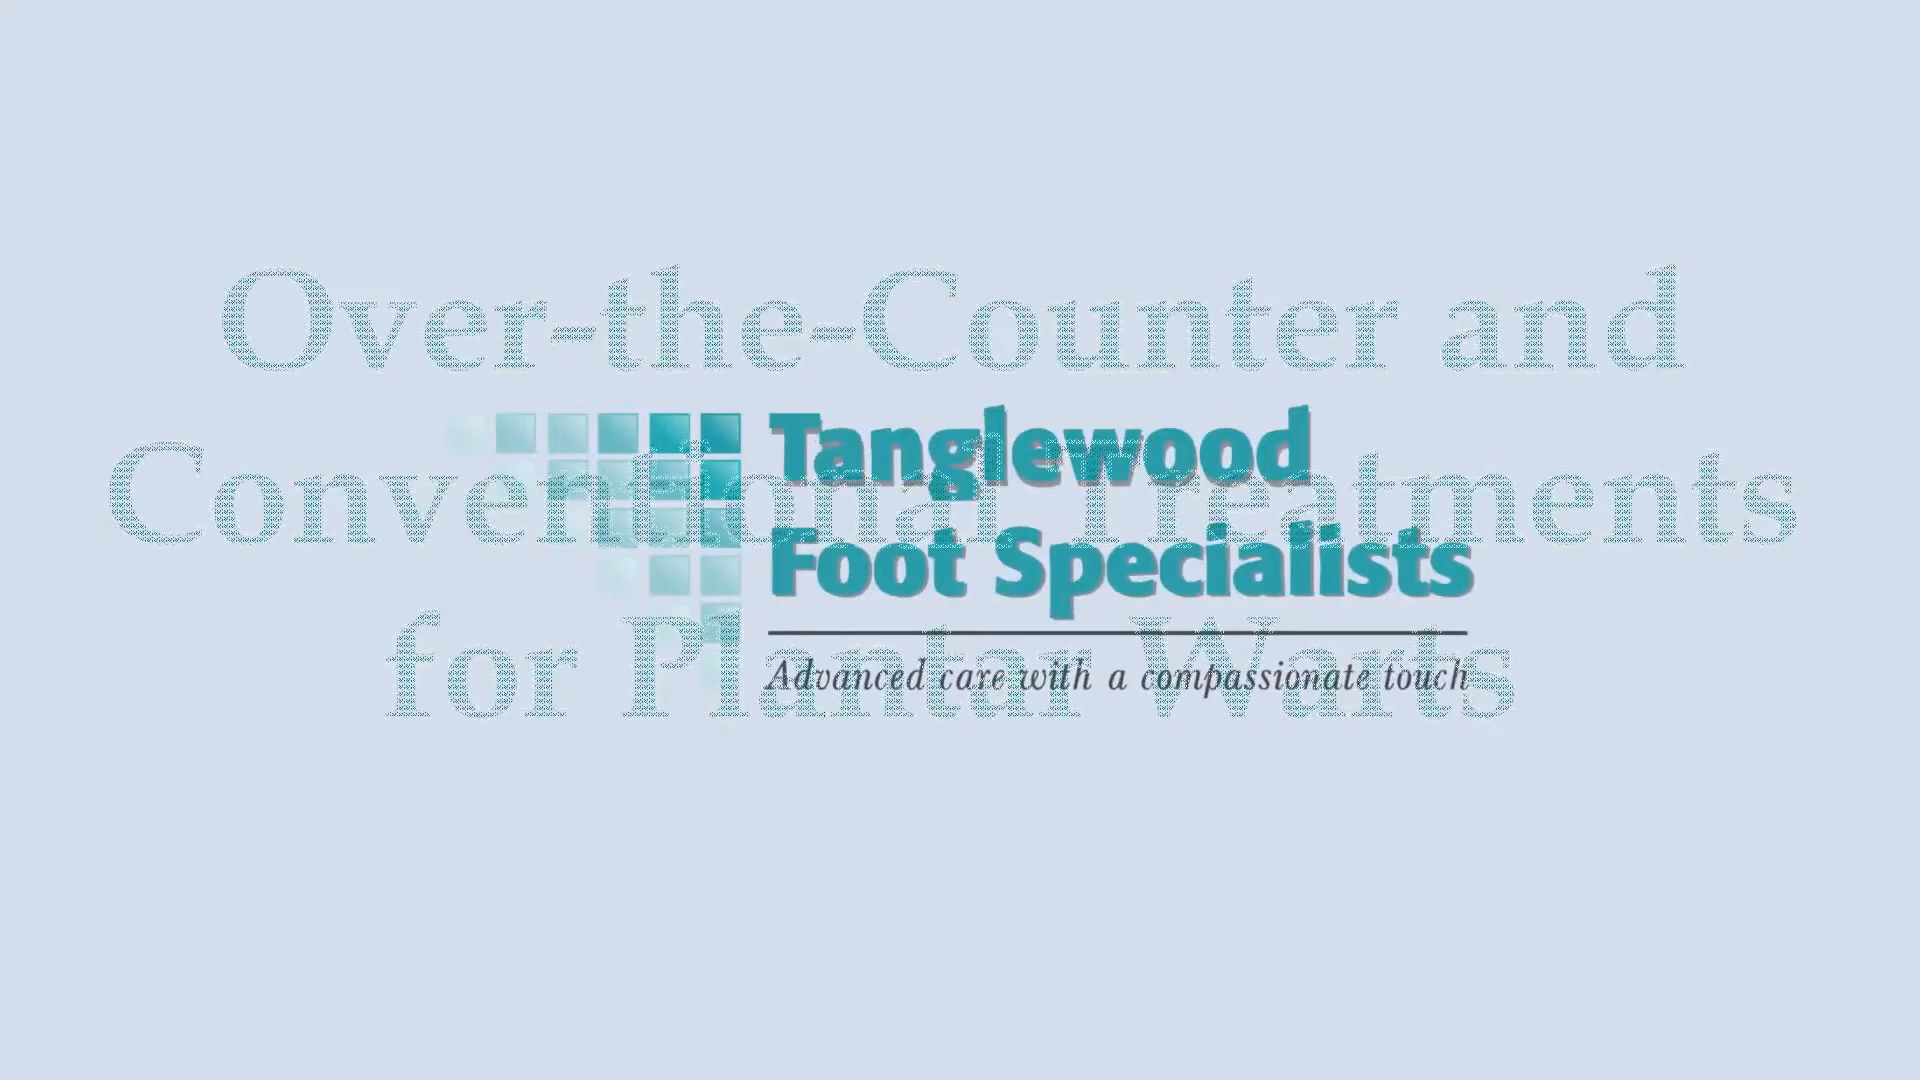 Over-the-Counter and
Conventional Treatments
for Plantar Warts
Tanglewood
Foot Specialists
Advanced care with a compassionate touch